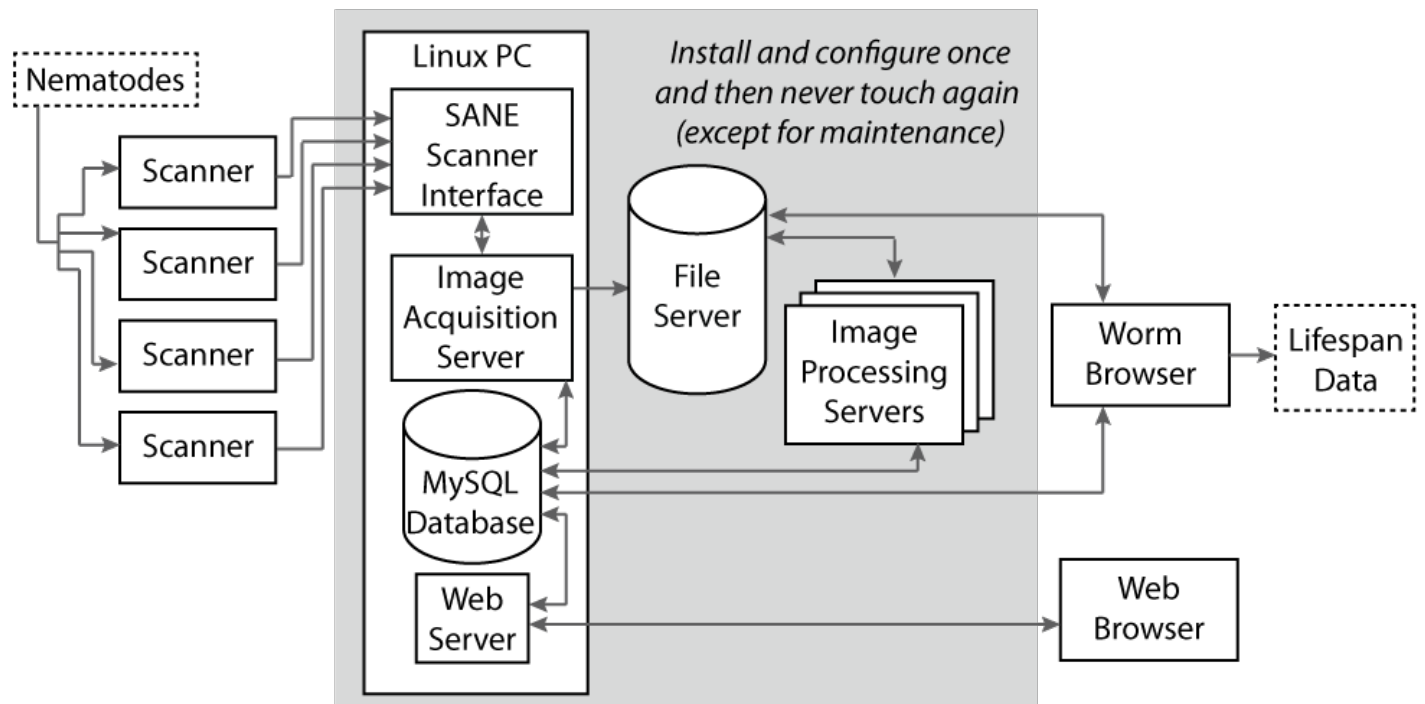 Nematodes
Scanner
Scanner
Scanner
Scanner
Linux PC
SANE
Scanner
Interface
Image
Acquisition
Server
MySQL
Database
Web
Server
Install and configure once
and then never touch again
(except for maintenance)
File
Server
Image
Processing
Servers
Worm
Browser
Lifespan
Data
Web
Browser